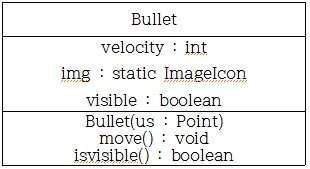 Bullet
velocity : int
img : static ImageIcon
visible : boolean
Bullet(us : Point)
move() : void
isvisible() : boolean